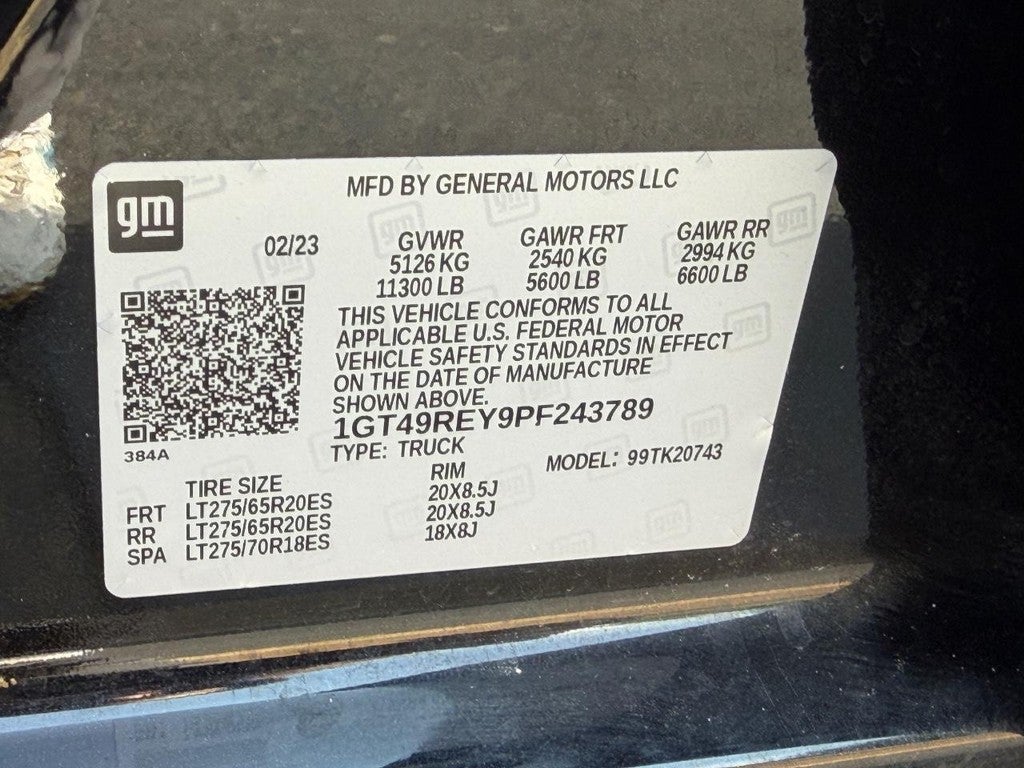 gm
MFD BY GENERAL MOTORS LLC
02/23
GVWR GAWR FRT GAWR RR
5126 KG 2540 KG 2994 KG
11300 LB 5600 LB 6600 LB
THIS VEHICLE CONFORMS TO ALL
APPLICABLE U.S. FEDERAL MOTOR
VEHICLE SAFETY STANDARDS IN EFFECT
ON THE DATE OF MANUFACTURE
SHOWN ABOVE.
1GT49REY9PF243789
TYPE: TRUCK MODEL: 99TK20743
384A
TIRE SIZE RIM
FRT LT275/65R20ES 20X8.5J
RR LT275/65R20ES 20X8.5J
SPA LT275/70R18ES 18X8J